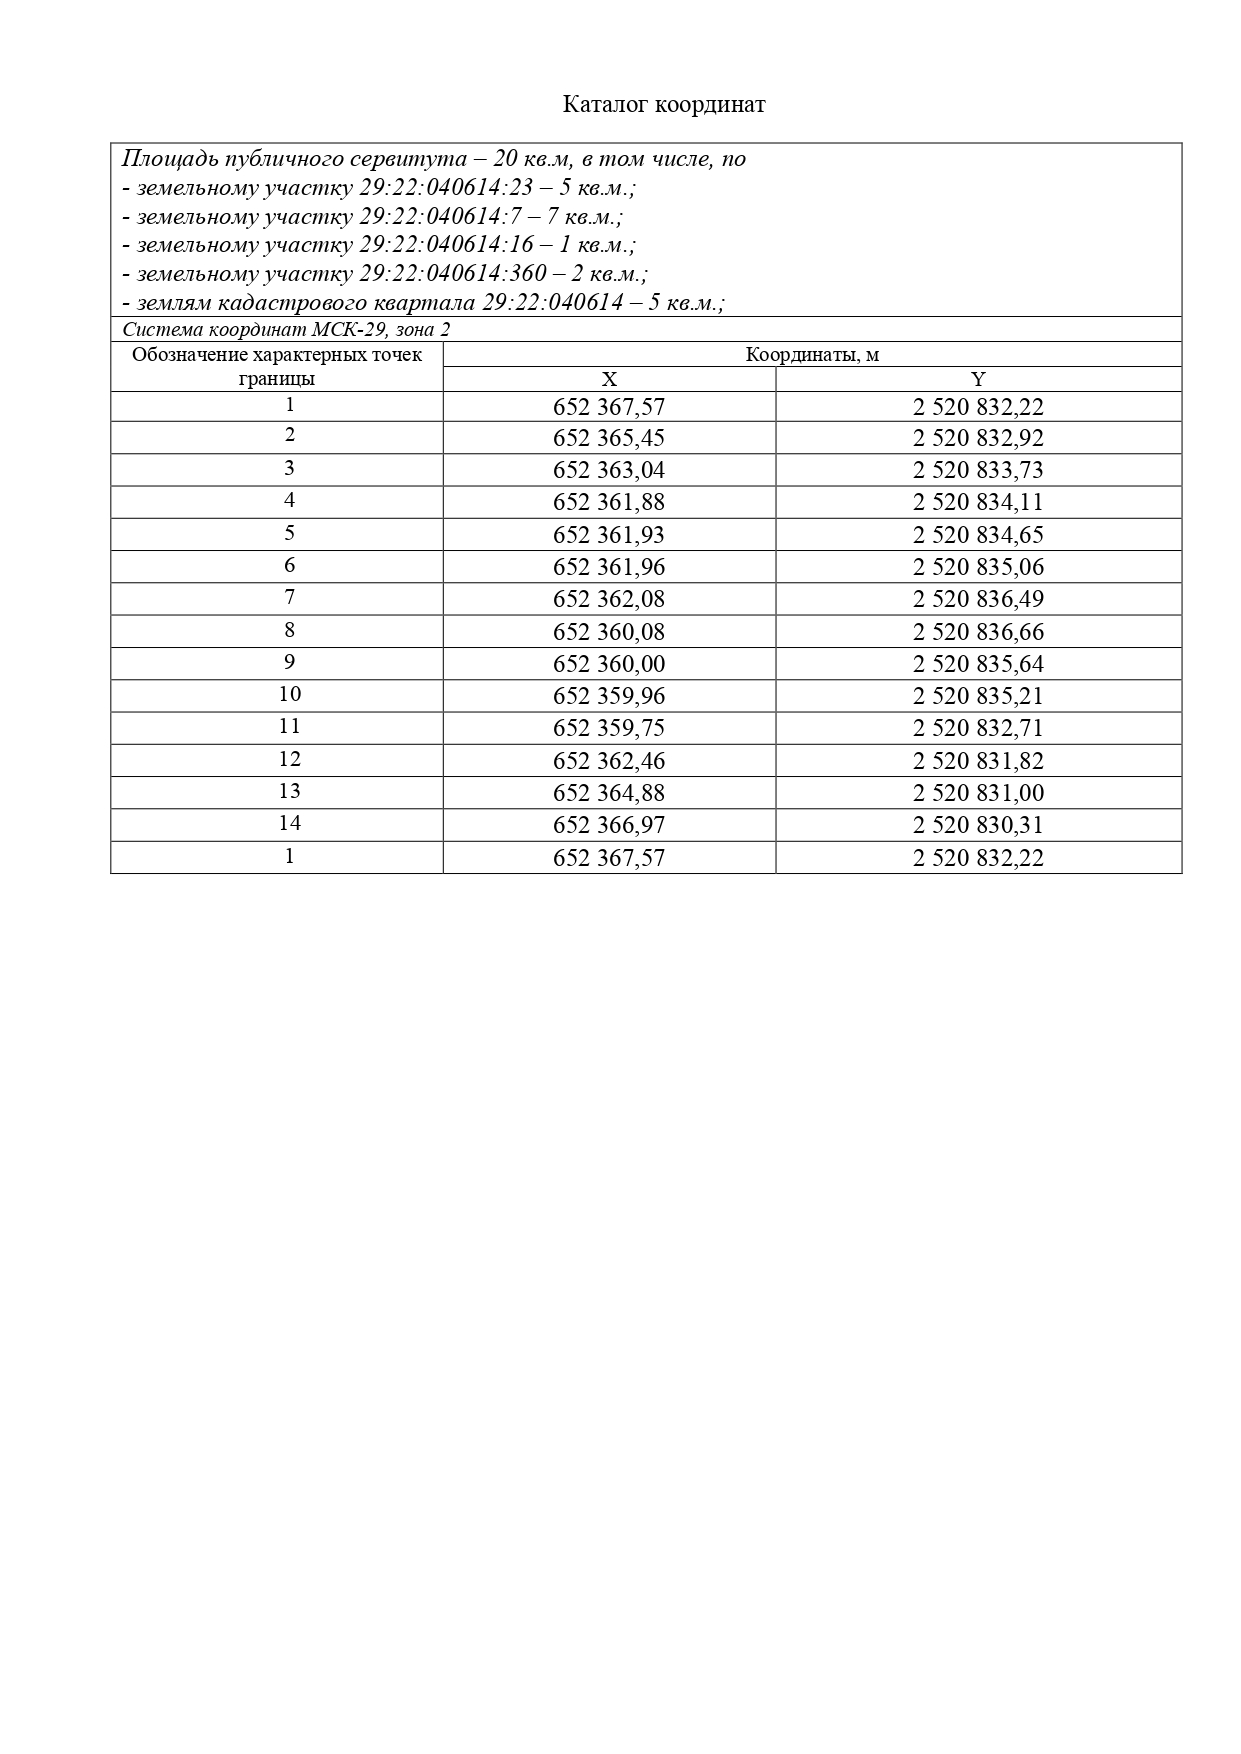 Каталог координат
Площадь публичного сервитута – 20 кв.м, в том числе, по
- земельному участку 29:22:040614:23 – 5 кв.м.;
- земельному участку 29:22:040614:7 – 7 кв.м.;
- земельному участку 29:22:040614:16 – 1 кв.м.;
- земельному участку 29:22:040614:360 – 2 кв.м.;
- землям кадастрового квартала 29:22:040614 – 5 кв.м.;
Система координат МСК-29, зона 2
Обозначение характерных точек границы
Координаты, м
X Y
1 652 367,57 2 520 832,22
2 652 365,45 2 520 832,92
3 652 363,04 2 520 833,73
4 652 361,88 2 520 834,11
5 652 361,93 2 520 834,65
6 652 361,96 2 520 835,06
7 652 362,08 2 520 836,49
8 652 360,08 2 520 836,66
9 652 360,00 2 520 835,64
10 652 359,96 2 520 835,21
11 652 359,75 2 520 832,71
12 652 362,46 2 520 831,82
13 652 364,88 2 520 831,00
14 652 366,97 2 520 830,31
1 652 367,57 2 520 832,22